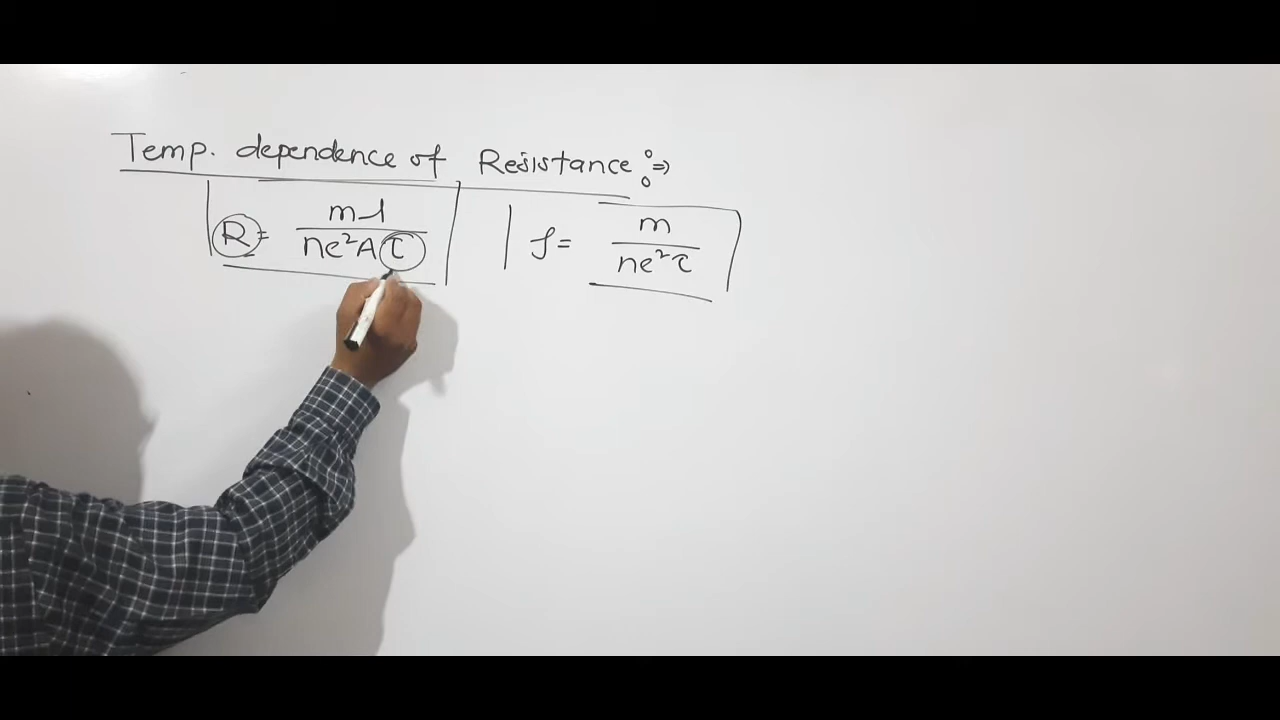 Temp. dependence of Resistance :⇒
R = ml / ne²Aτ | ρ = m / ne²τ